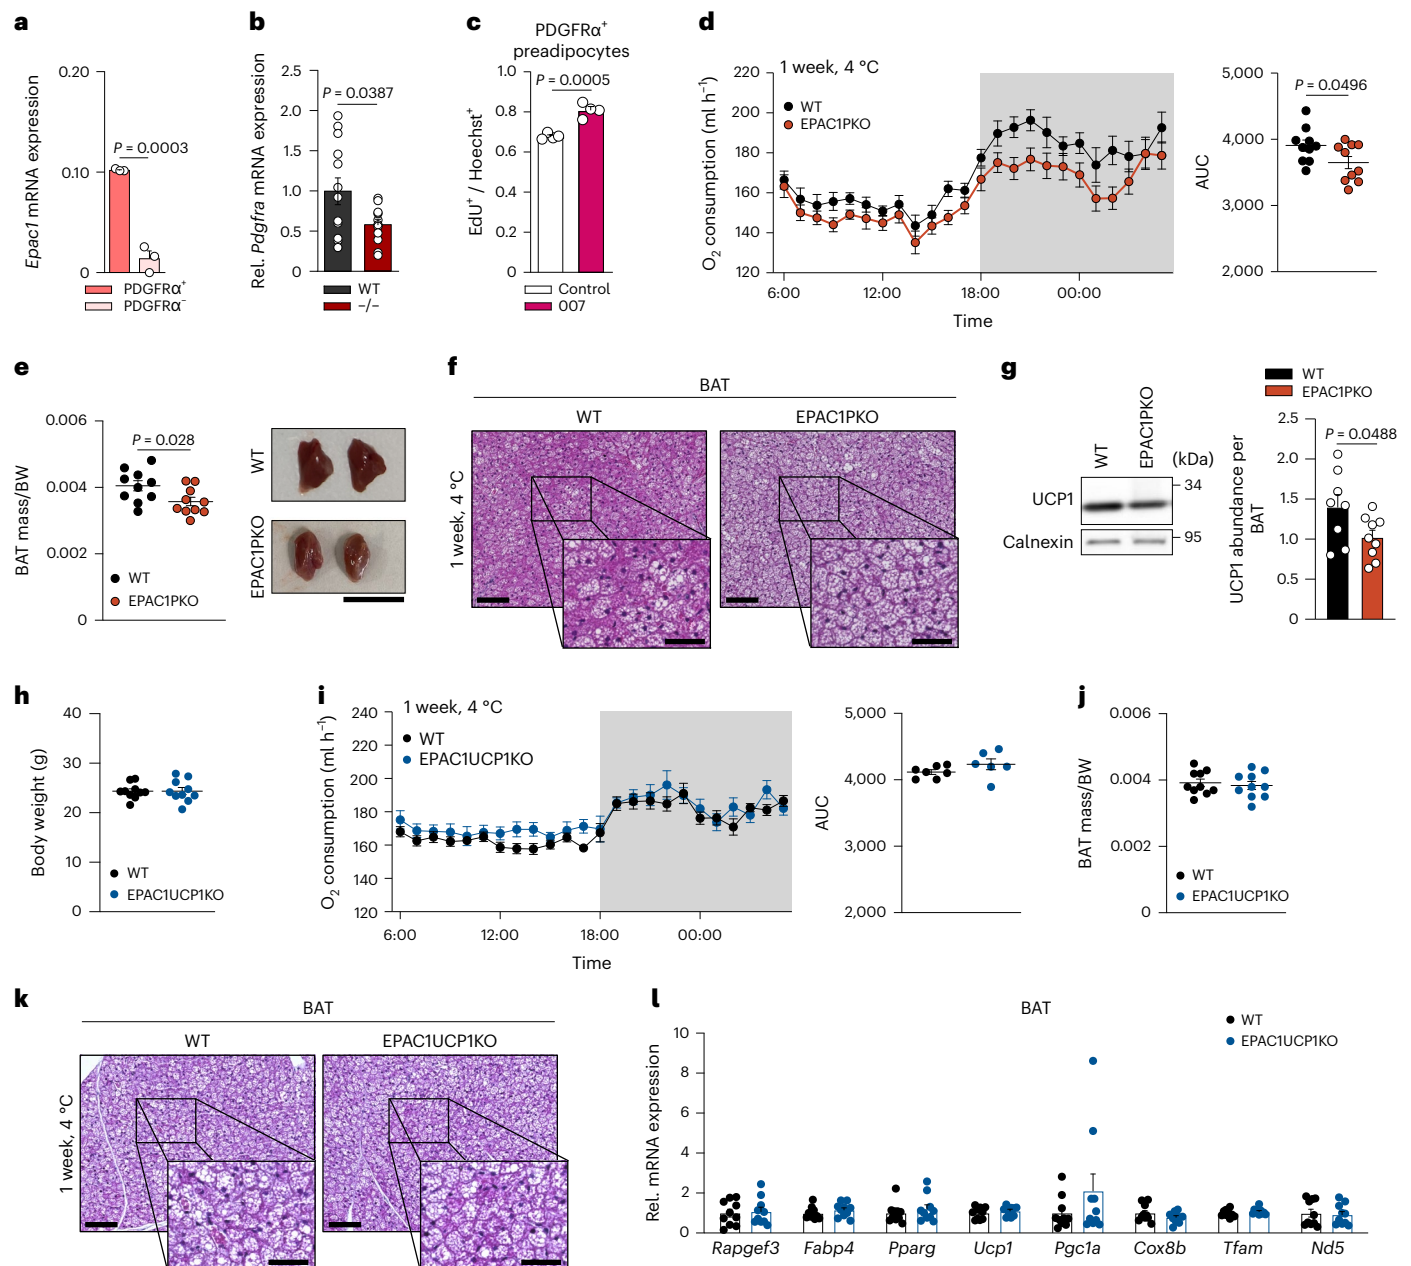 a
Epac1 mRNA expression
0.20
0.10
0
P = 0.0003
PDGFRα+
PDGFRα−
b
Rel. Pdgfra mRNA expression
2.5
2.0
1.5
1.0
0.5
0
P = 0.0387
WT
−/−
c
PDGFRα+
preadipocytes
EdU+ / Hoechst+
1.0
0.8
0.6
0.4
0.2
0
P = 0.0005
Control
007
d
1 week, 4 °C
WT
EPAC1PKO
O2 consumption (ml h−1)
220
200
180
160
140
120
6:00
12:00
18:00
00:00
Time
AUC
5,000
4,000
3,000
2,000
P = 0.0496
e
BAT mass/BW
0.006
0.004
0.002
0
P = 0.028
WT
EPAC1PKO
WT
EPAC1PKO
f
BAT
WT
EPAC1PKO
1 week, 4 °C
g
WT
EPAC1PKO
(kDa)
UCP1
34
Calnexin
95
WT
EPAC1PKO
UCP1 abundance per
BAT
2.5
2.0
1.5
1.0
0.5
0
P = 0.0488
h
Body weight (g)
40
30
20
10
0
WT
EPAC1UCP1KO
i
1 week, 4 °C
WT
EPAC1UCP1KO
O2 consumption (ml h−1)
240
220
200
180
160
140
120
6:00
12:00
18:00
00:00
Time
AUC
5,000
4,000
3,000
2,000
j
BAT mass/BW
0.006
0.004
0.002
0
WT
EPAC1UCP1KO
k
BAT
WT
EPAC1UCP1KO
1 week, 4 °C
l
BAT
WT
EPAC1UCP1KO
Rel. mRNA expression
10
8
6
4
2
0
Rapgef3
Fabp4
Pparg
Ucp1
Pgc1a
Cox8b
Tfam
Nd5